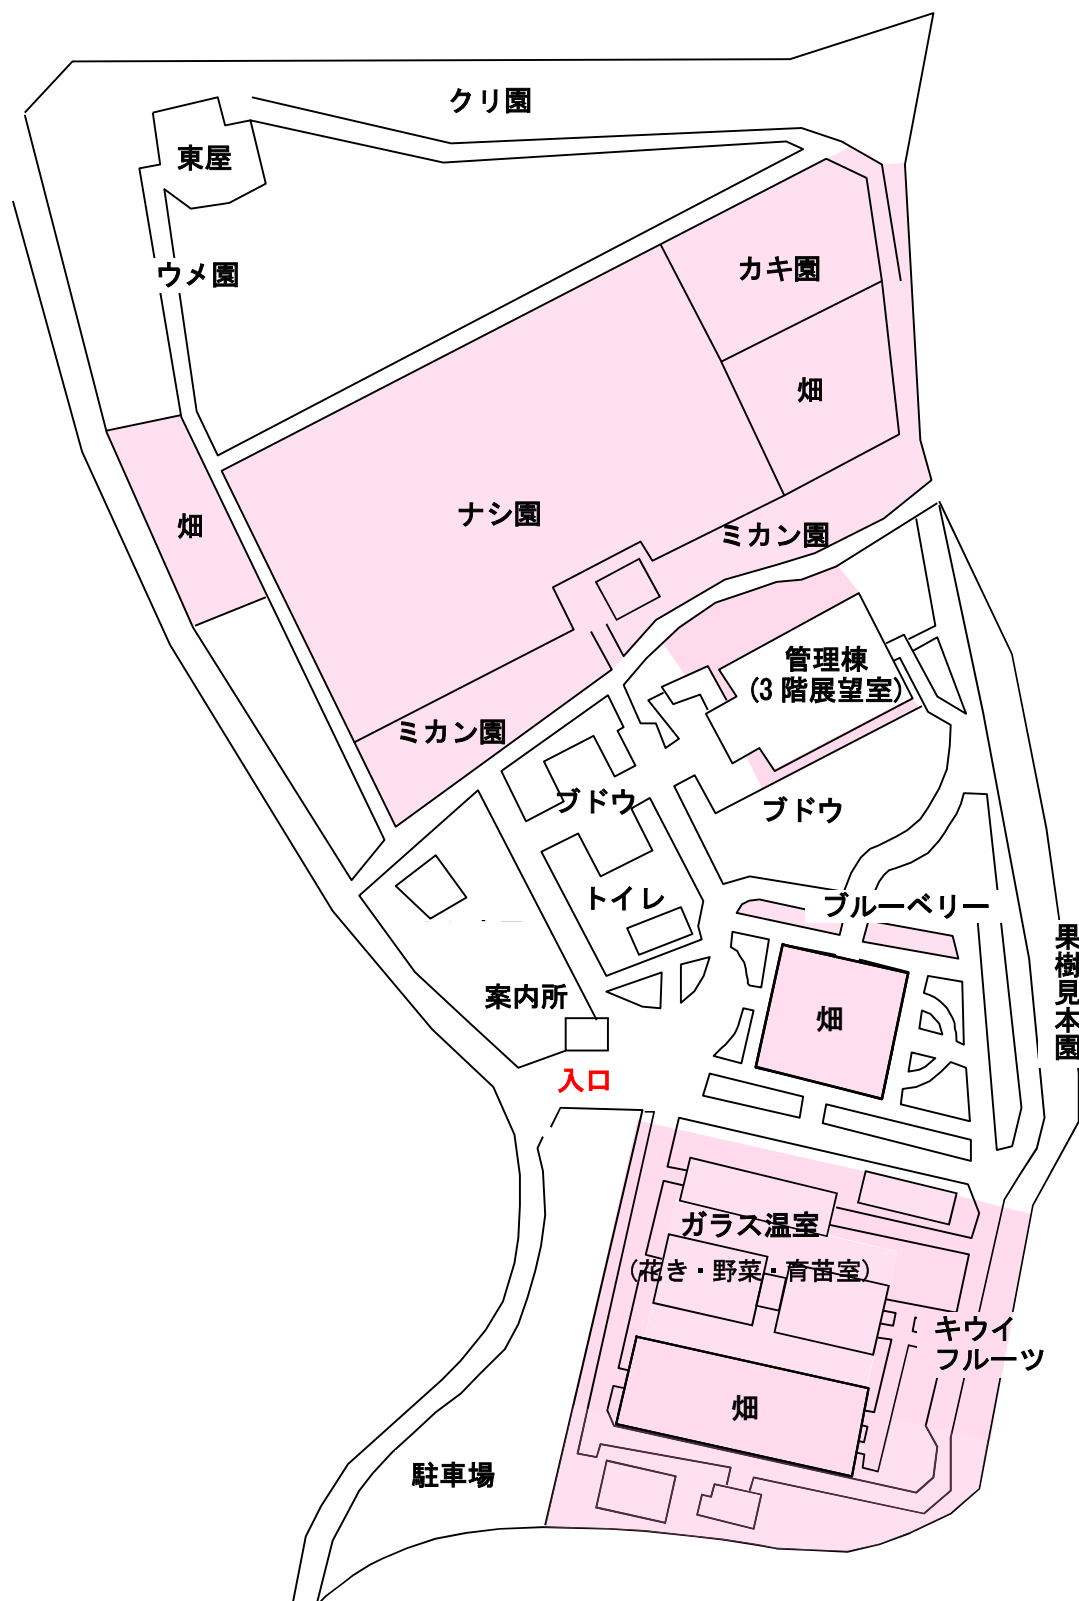 クリ園
東屋
ウメ園
カキ園
畑
ナシ園
畑
ミカン園
管理棟
(3 階展望室)
ミカン園
ブドウ
ブドウ
トイレ
ブルーベリー
果樹見本園
案内所
畑
入口
ガラス温室
(花き・野菜・育苗室)
キウイ
フルーツ
畑
駐車場